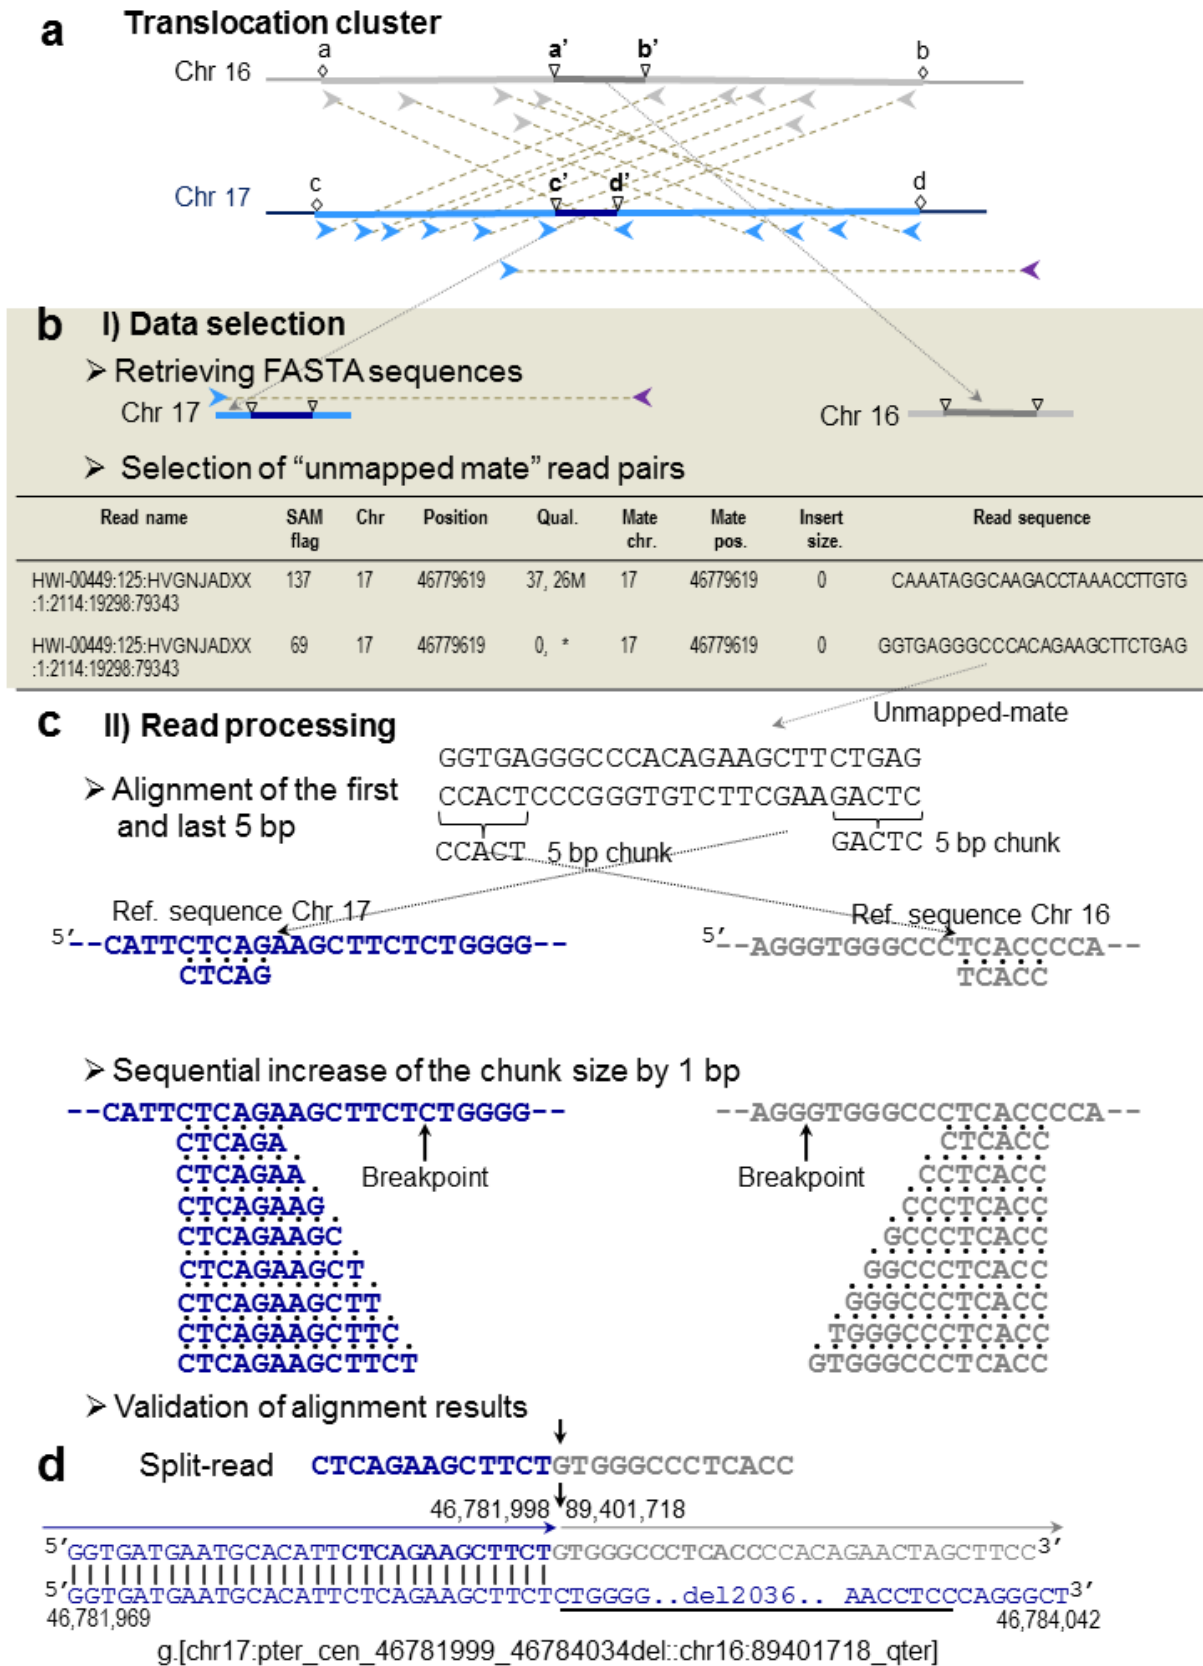 a Translocation cluster
a a’ b’ b
Chr 16
c c’ d’ d
Chr 17
b I) Data selection
➢ Retrieving FASTA sequences
Chr 17 Chr 16
➢ Selection of “unmapped mate” read pairs
Read name SAM flag Chr Position Qual. Mate chr. Mate pos. Insert size. Read sequence
HWI-00449:125:HVGNJADXX 137 17 46779619 37, 26M 17 46779619 0 CAAATAGGCAAGACCTAAACCTTGTG
:1:2114:19298:79343
HWI-00449:125:HVGNJADXX 69 17 46779619 0, * 17 46779619 0 GGTGAGGGCCCACAGAAGCTTCTGAG
:1:2114:19298:79343
c II) Read processing
Unmapped-mate
GGTGAGGGCCCACAGAAGCTTCTGAG
➢ Alignment of the first and last 5 bp
CCACTCCCGGGTGTCTTCGAAGACTC
CCACT 5 bp chunk GACTC 5 bp chunk
Ref. sequence Chr 17 Ref. sequence Chr 16
5′--CATTCTCAGAAGCTTCTCTGGGG-- 5′--AGGGTGGGCCCTCACCCCA--
CTCAG TCACC
➢ Sequential increase of the chunk size by 1 bp
--CATTCTCAGAAGCTTCTCTGGGG-- --AGGGTGGGCCCTCACCCCA--
CTCAGA CTCACC
CTCAGAA Breakpoint Breakpoint CCTCACC
CTCAGAAG CCCTCACC
CTCAGAAGC GCCCTCACC
CTCAGAAGCT GGCCCTCACC
CTCAGAAGCTT GGGCCCTCACC
CTCAGAAGCTTC TGGGCCCTCACC
CTCAGAAGCTTCT GTGGGCCCTCACC
➢ Validation of alignment results
d Split-read CTCAGAAGCTTCTGTGGGCCCTCACC
46,781,998 89,401,718
5′GGTGATGAATGCACATTCTCAGAAGCTTCTGTGGGCCCTCACCCCACAGAACTAGCTTCC3′
5′GGTGATGAATGCACATTCTCAGAAGCTTCTCTGGGG..del2036.. AACCTCCCAGGGCT3′
46,781,969 46,784,042
g.[chr17:pter_cen_46781999_46784034del::chr16:89401718_qter]